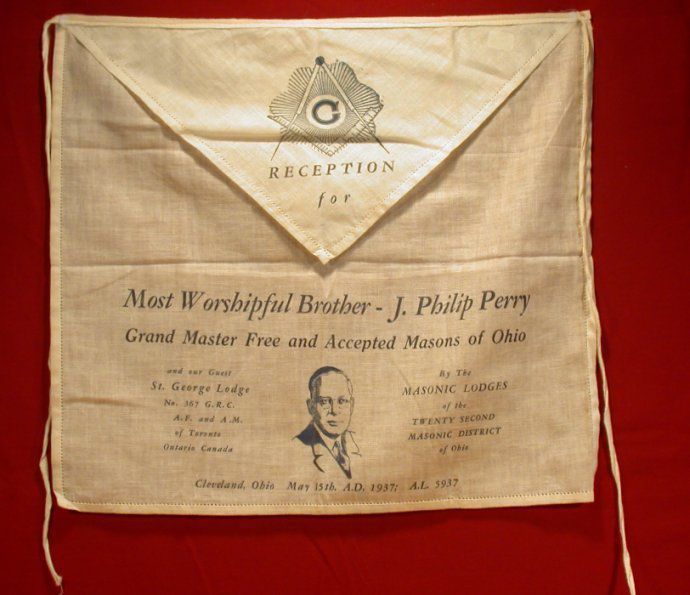 G
RECEPTION
for
Most Worshipful Brother - J. Philip Perry
Grand Master Free and Accepted Masons of Ohio
and our Guest
St. George Lodge
No. 367 G.R.C.
A.F. and A.M.
of Toronto
Ontario Canada
By The
MASONIC LODGES
of the
TWENTY SECOND
MASONIC DISTRICT
of Ohio
Cleveland, Ohio May 15th. A.D. 1937; A.L. 5937